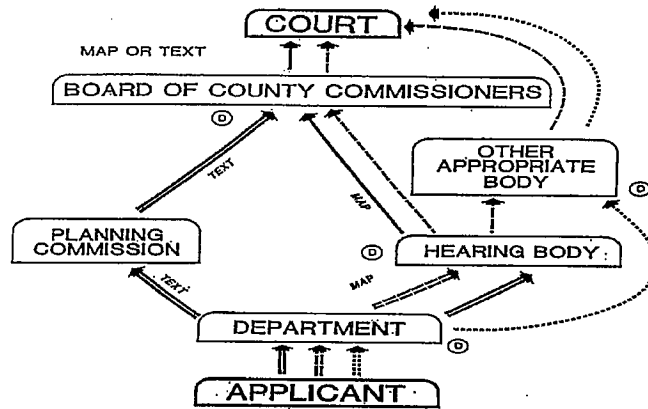 COURT
MAP OR TEXT
BOARD OF COUNTY COMMISSIONERS
D
TEXT
MAP
OTHER
APPROPRIATE
BODY
D
PLANNING
COMMISSION
D
HEARING BODY
TEXT
MAP
DEPARTMENT
D
APPLICANT